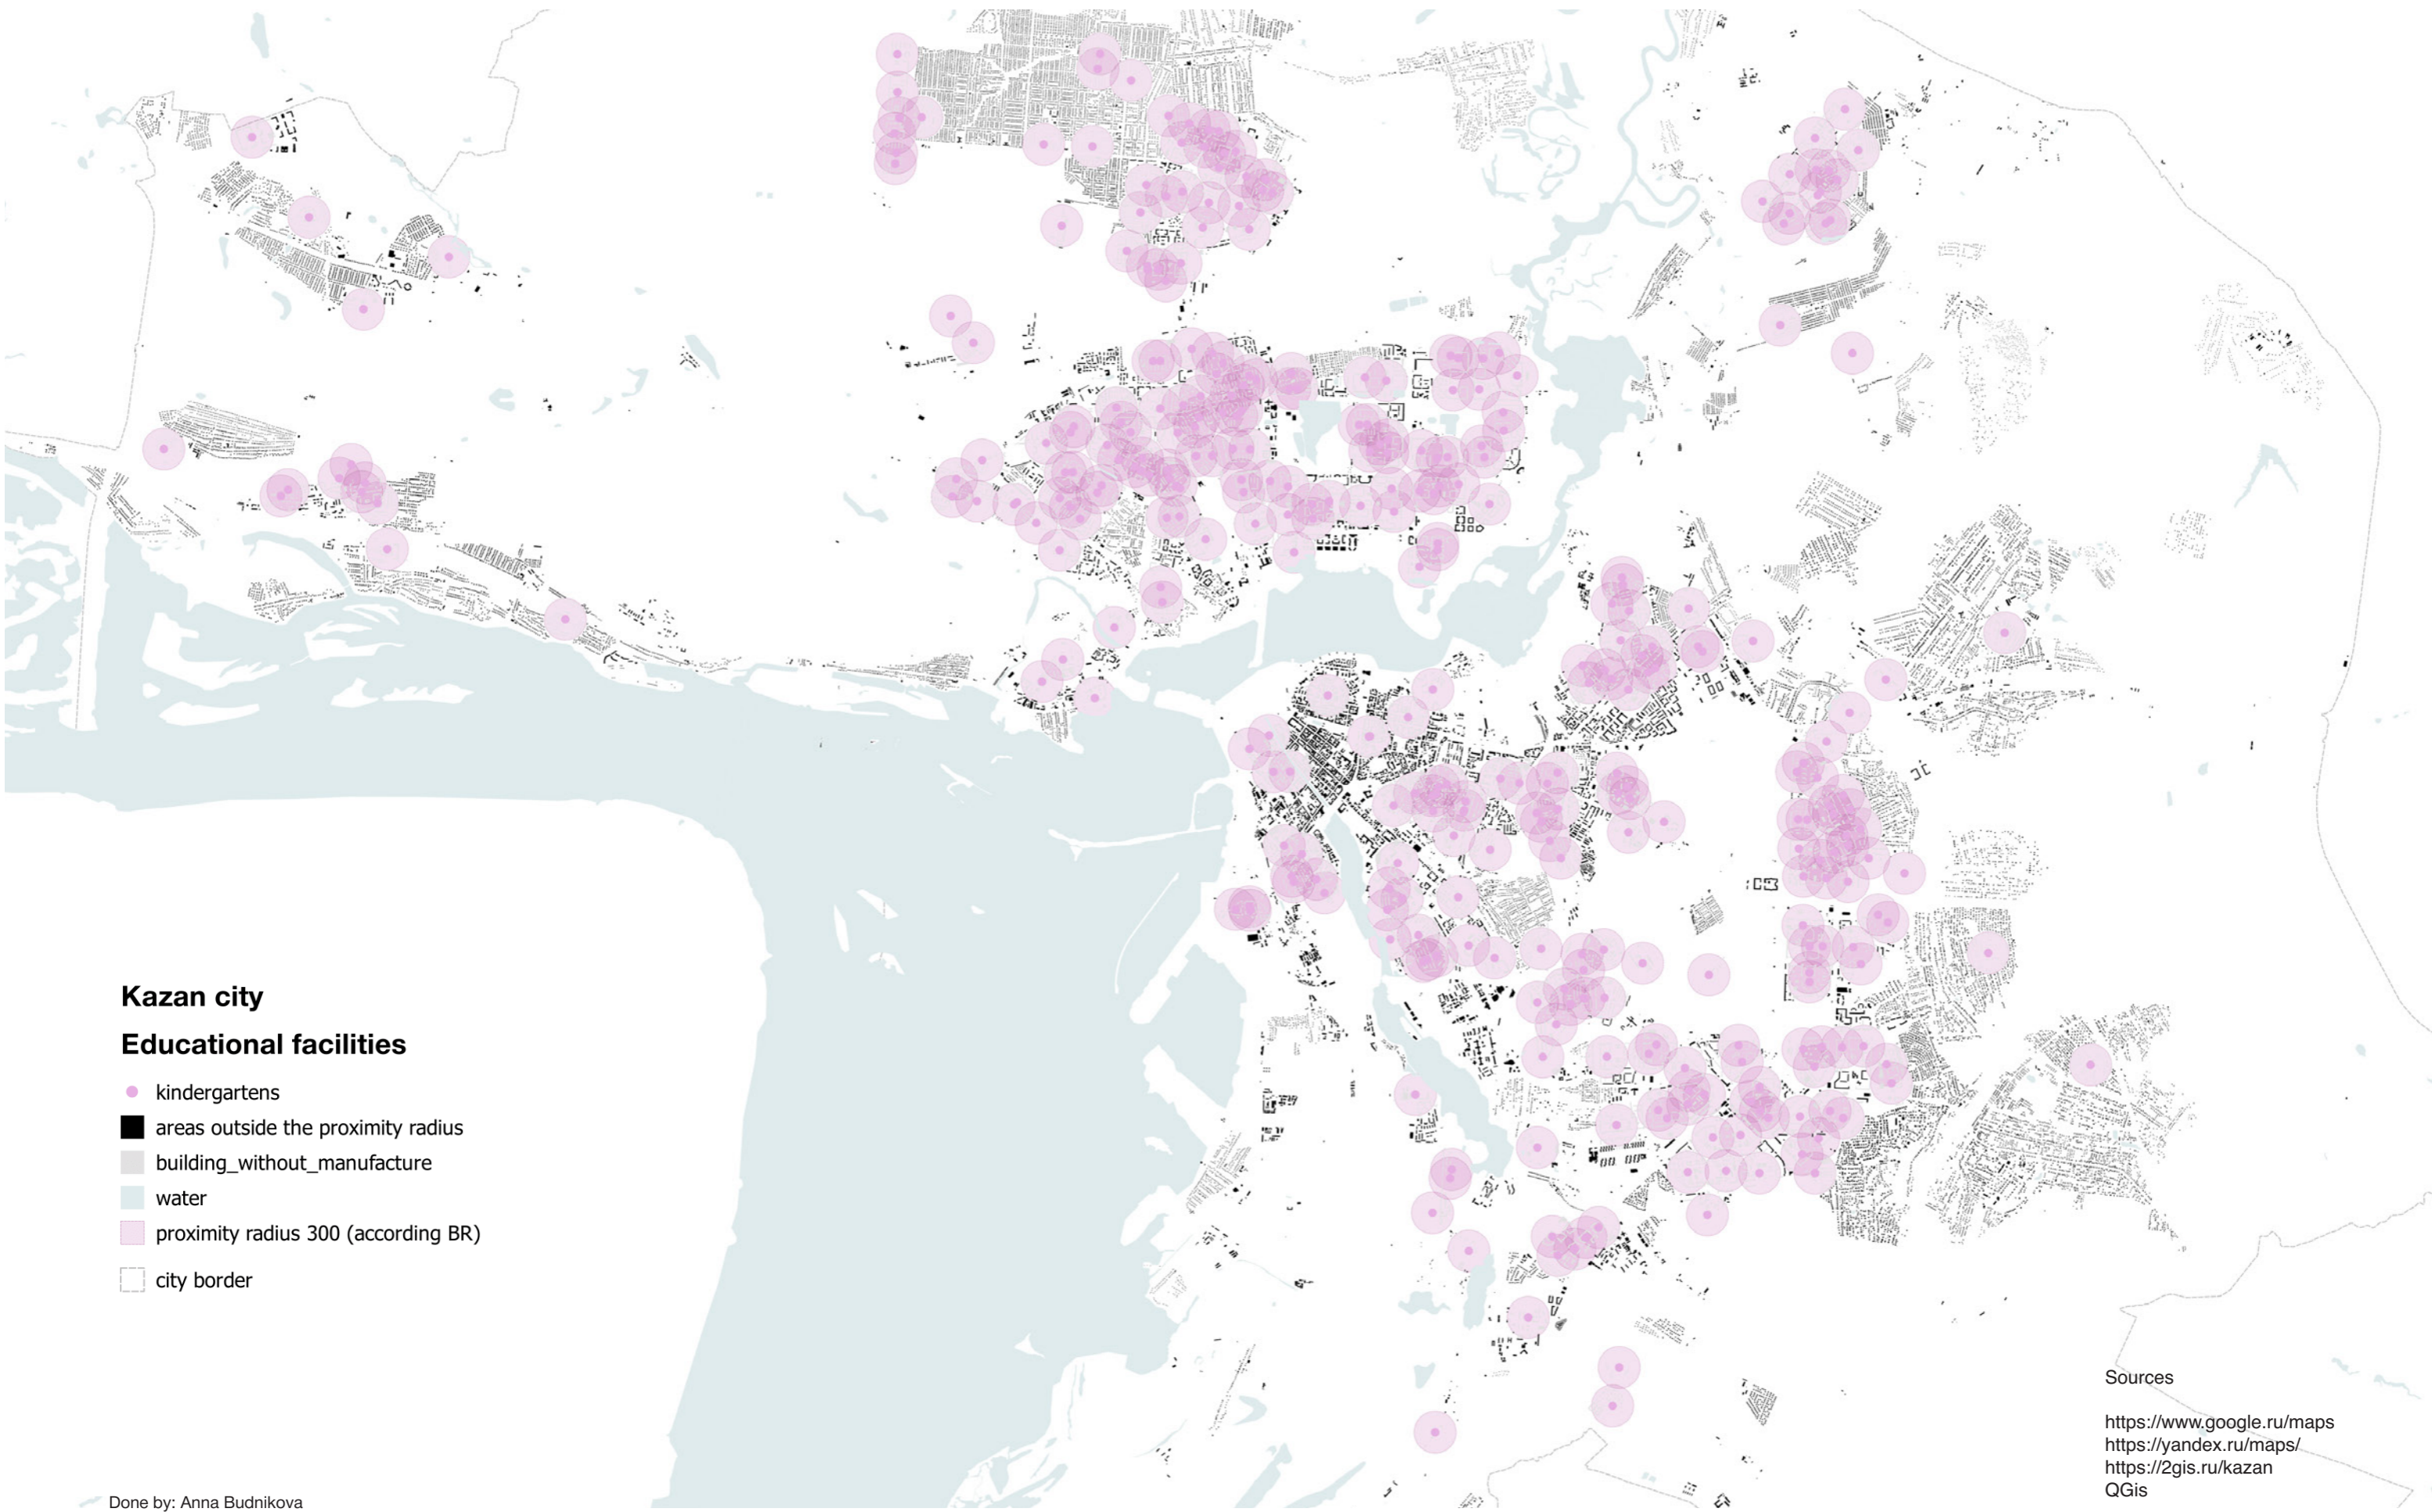 Kazan city
Educational facilities
kindergartens
areas outside the proximity radius
building_without_manufacture
water
proximity radius 300 (according BR)
city border
Sources
https://www.google.ru/maps
https://yandex.ru/maps/
https://2gis.ru/kazan
QGis
Done by: Anna Budnikova